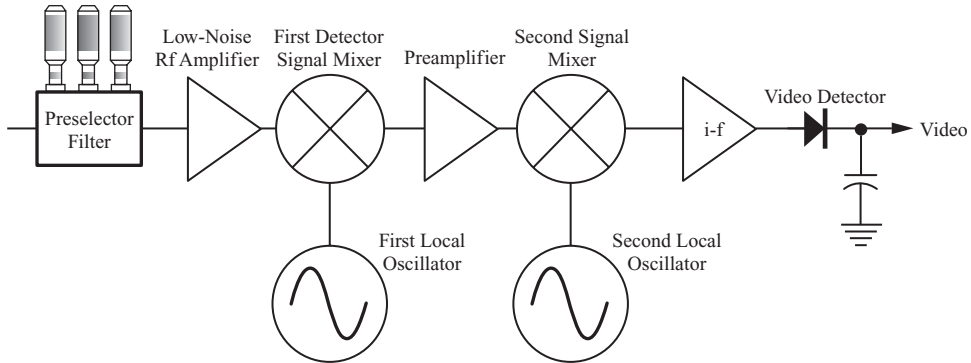 Low-Noise
Rf Amplifier
First Detector
Signal Mixer
Preamplifier
Second Signal
Mixer
Preselector
Filter
i-f
Video Detector
Video
First Local
Oscillator
Second Local
Oscillator